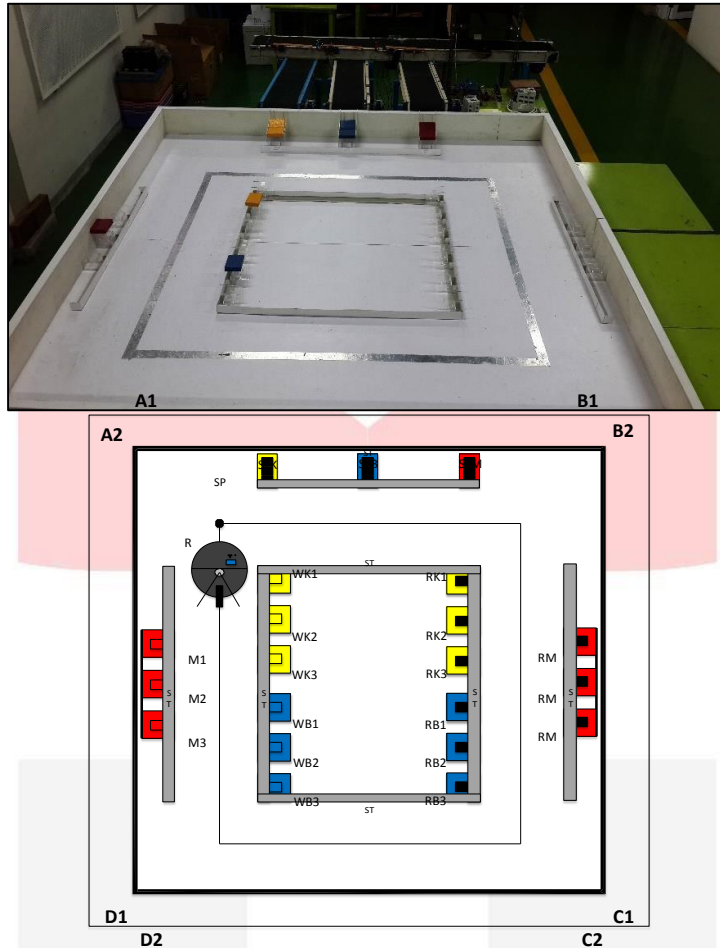 A1 B1
A2 B2
SP
R
ST
WK1 RK1
WK2 RK2
WK3 RK3
M1 RM
M2 RM
M3 RM
S
T
S
T
S
T
S
T
WB1 RB1
WB2 RB2
WB3 RB3
ST
D1 C1
D2 C2